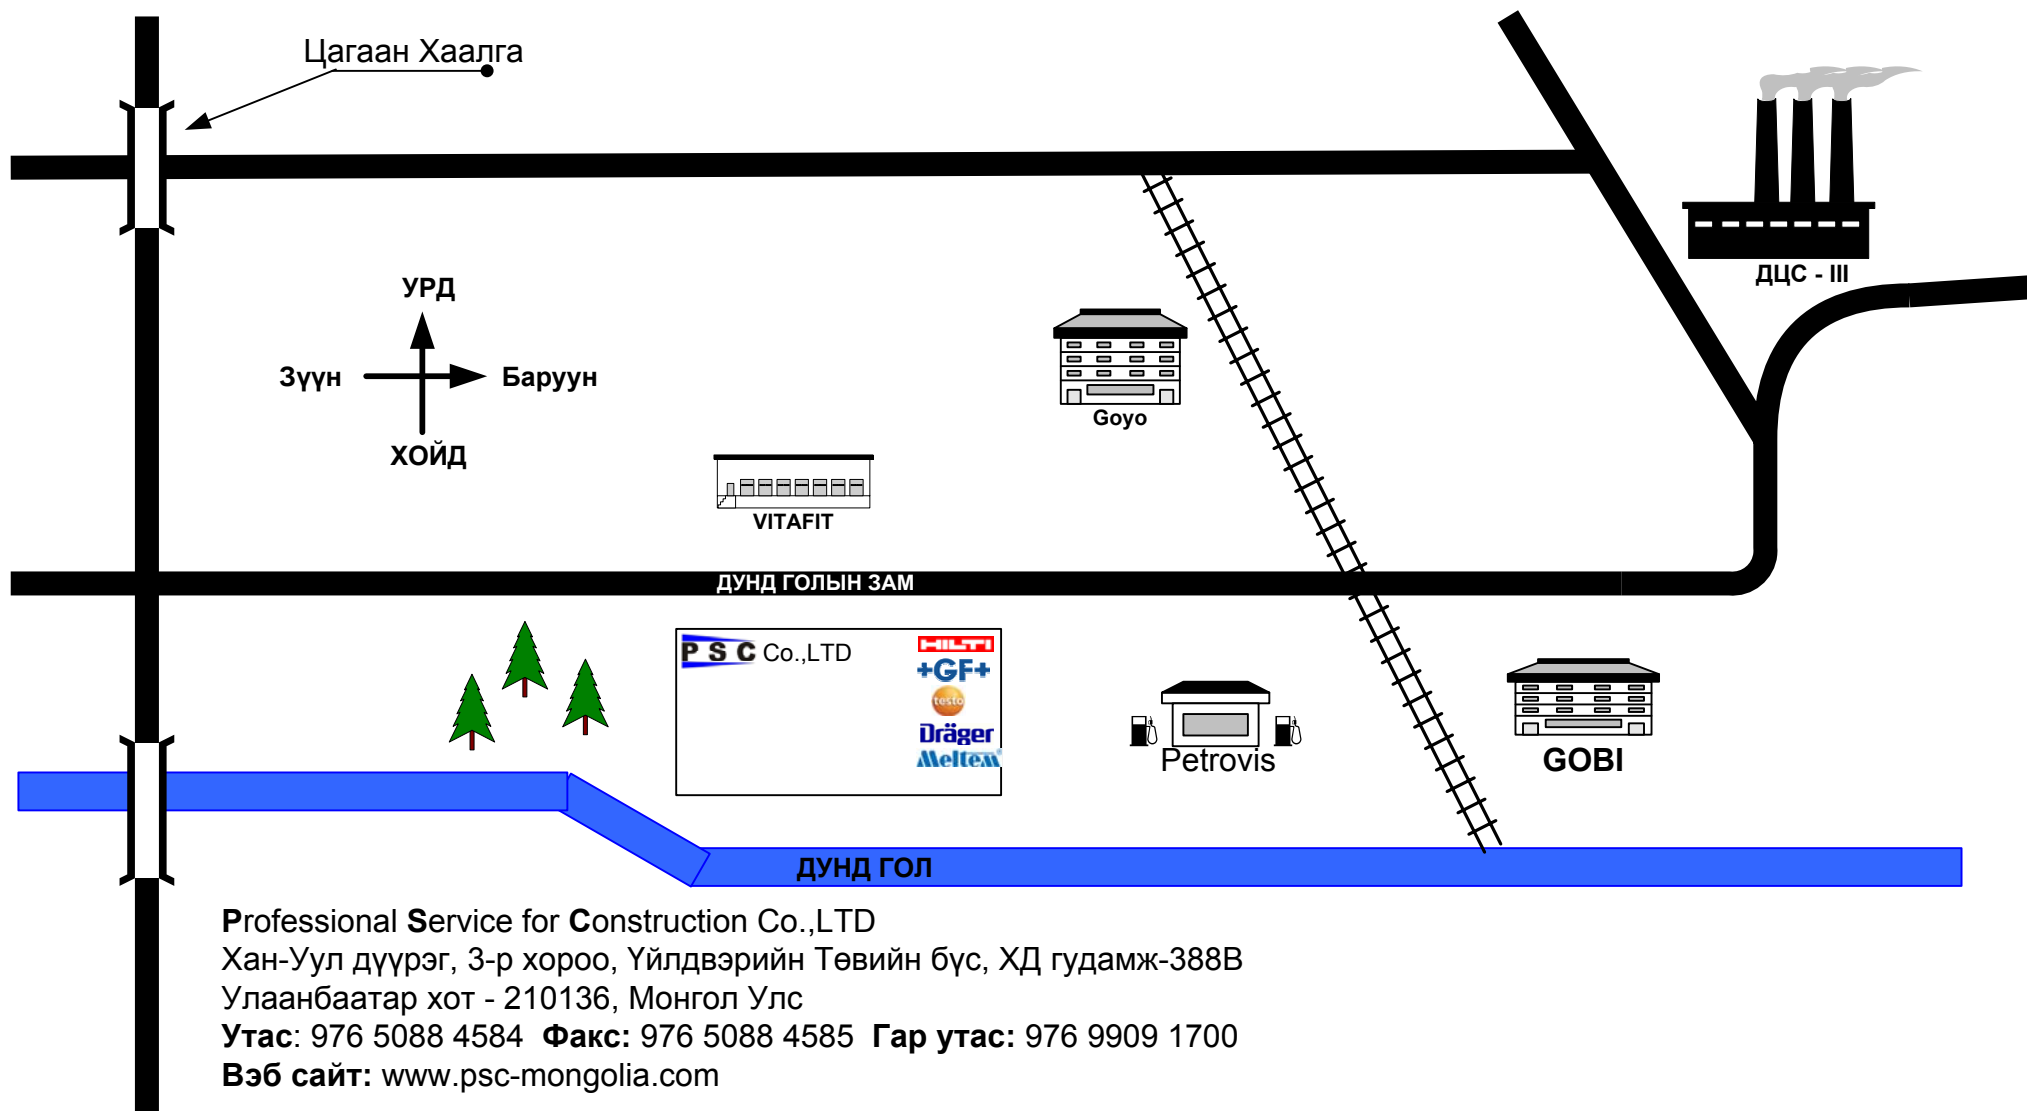 Цагаан Хаалга
ДЦС - III
УРД
Зүүн
Баруун
ХОЙД
Goyo
VITAFIT
ДУНД ГОЛЫН ЗАМ
PSC Co.,LTD
HILTI
+GF+
testo
Dräger
Meltem
Petrovis
GOBI
ДУНД ГОЛ
Professional Service for Construction Co.,LTD
Хан-Уул дүүрэг, 3-р хороо, Үйлдвэрийн Төвийн бүс, ХД гудамж-388B
Улаанбаатар хот - 210136, Монгол Улс
Утас: 976 5088 4584 Факс: 976 5088 4585 Гар утас: 976 9909 1700
Вэб сайт: www.psc-mongolia.com